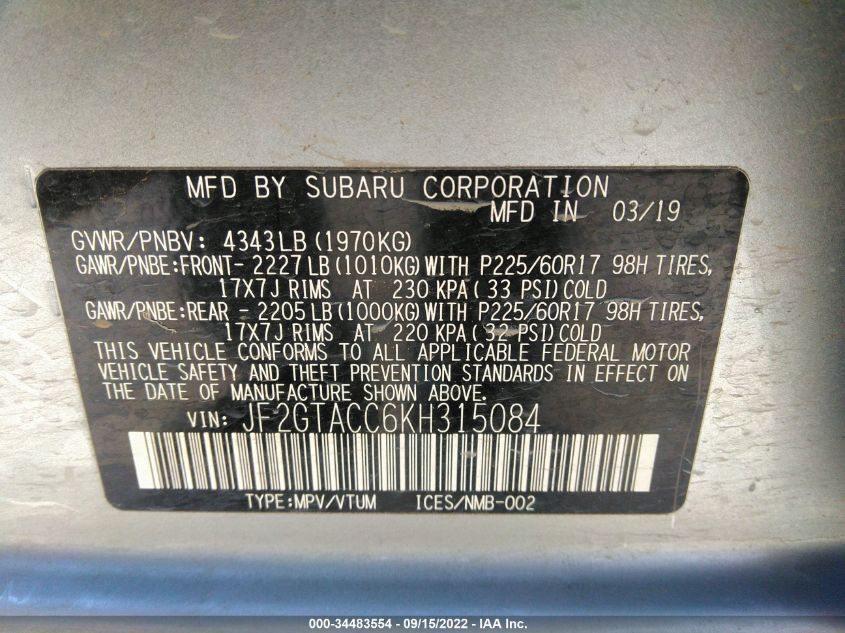 MFD BY SUBARU CORPORATION
MFD IN 03/19
GVWR/PNBV: 4343LB (1970KG)
GAWR/PNBE:FRONT- 2227LB (1010KG) WITH P225/60R17 98H TIRES,
17X7J RIMS AT 230 KPA (33 PSI) COLD
GAWR/PNBE:REAR - 2205LB (1000KG) WITH P225/60R17 98H TIRES,
17X7J RIMS AT 220 KPA (32 PSI) COLD
THIS VEHICLE CONFORMS TO ALL APPLICABLE FEDERAL MOTOR
VEHICLE SAFETY AND THEFT PREVENTION STANDARDS IN EFFECT ON
THE DATE OF MANUFACTURE SHOWN ABOVE.
VIN: JF2GTACC6KH315084
TYPE:MPV/VTUM ICES/NMB-002
000-34483554 - 09/15/2022 - IAA Inc.